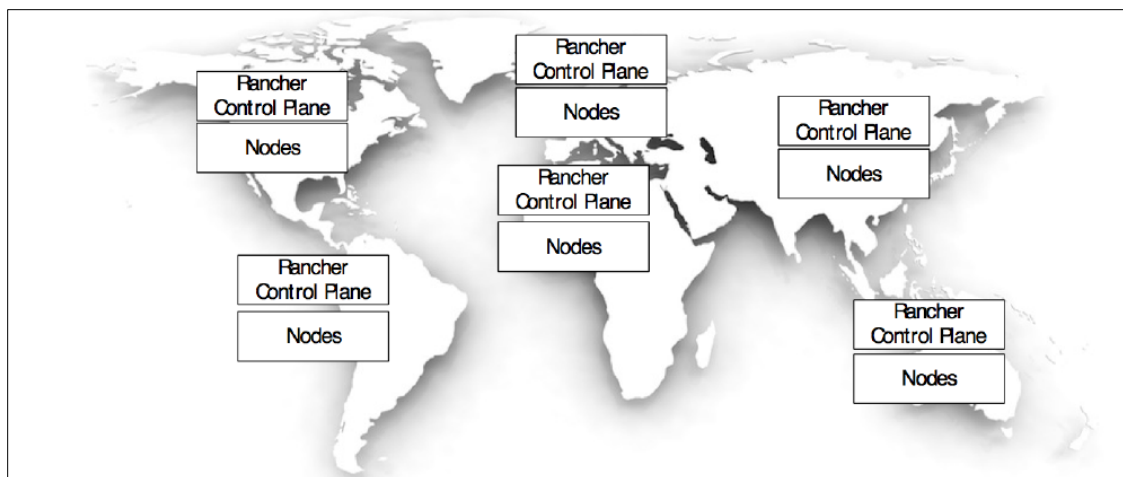 Rancher
Control Plane
Nodes
Rancher
Control Plane
Nodes
Rancher
Control Plane
Nodes
Rancher
Control Plane
Nodes
Rancher
Control Plane
Nodes
Rancher
Control Plane
Nodes